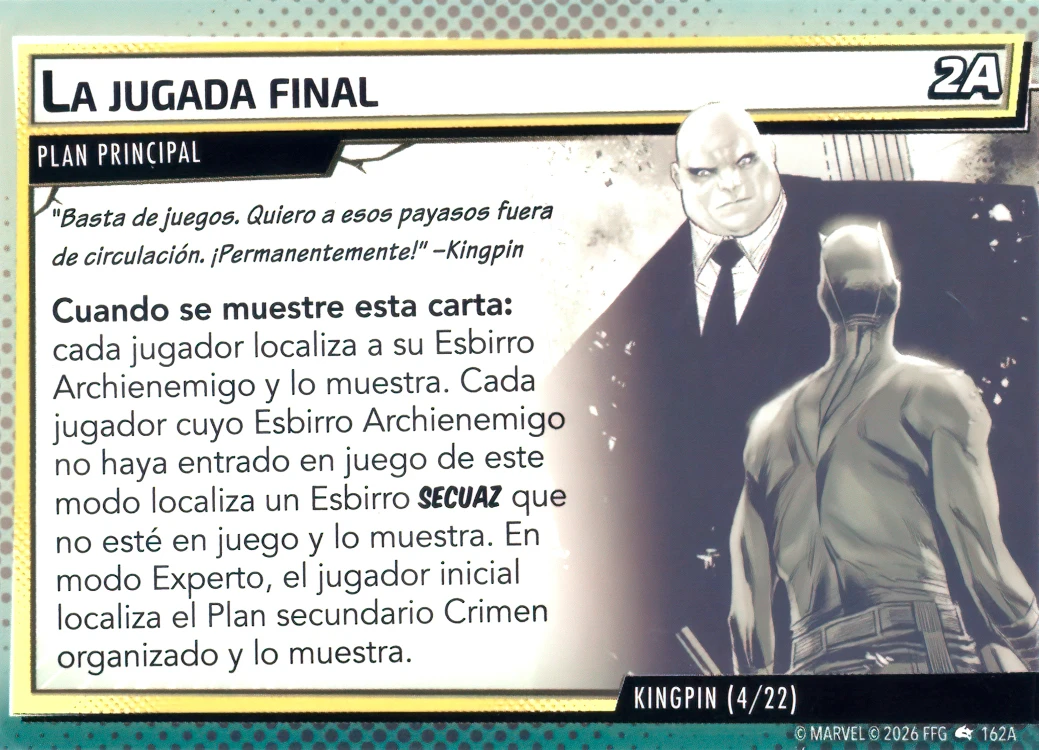 LA JUGADA FINAL
2A
PLAN PRINCIPAL
"Basta de juegos. Quiero a esos payasos fuera
de circulación. ¡Permanentemente!" –Kingpin
Cuando se muestre esta carta:
cada jugador localiza a su Esbirro
Archienemigo y lo muestra. Cada
jugador cuyo Esbirro Archienemigo
no haya entrado en juego de este
modo localiza un Esbirro SECUAZ que
no esté en juego y lo muestra. En
modo Experto, el jugador inicial
localiza el Plan secundario Crimen
organizado y lo muestra.
KINGPIN (4/22)
© MARVEL © 2026 FFG 162A